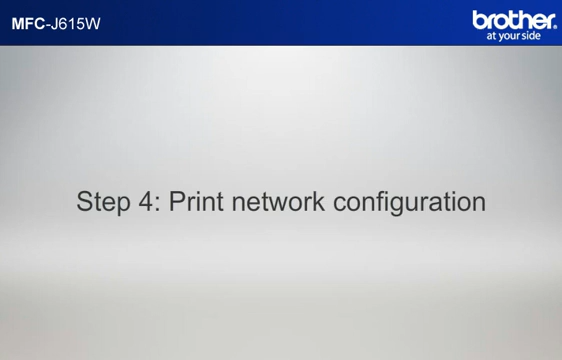 MFC-J615W
brother.
at your side
Step 4: Print network configuration